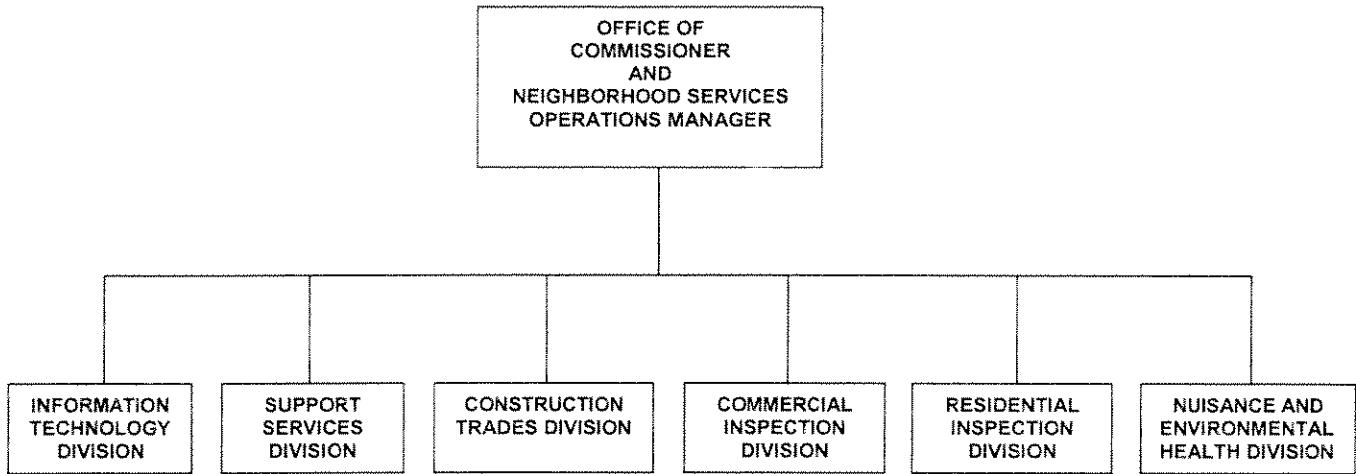 OFFICE OF
COMMISSIONER
AND
NEIGHBORHOOD SERVICES
OPERATIONS MANAGER
INFORMATION
TECHNOLOGY
DIVISION
SUPPORT
SERVICES
DIVISION
CONSTRUCTION
TRADES DIVISION
COMMERCIAL
INSPECTION
DIVISION
RESIDENTIAL
INSPECTION
DIVISION
NUISANCE AND
ENVIRONMENTAL
HEALTH DIVISION